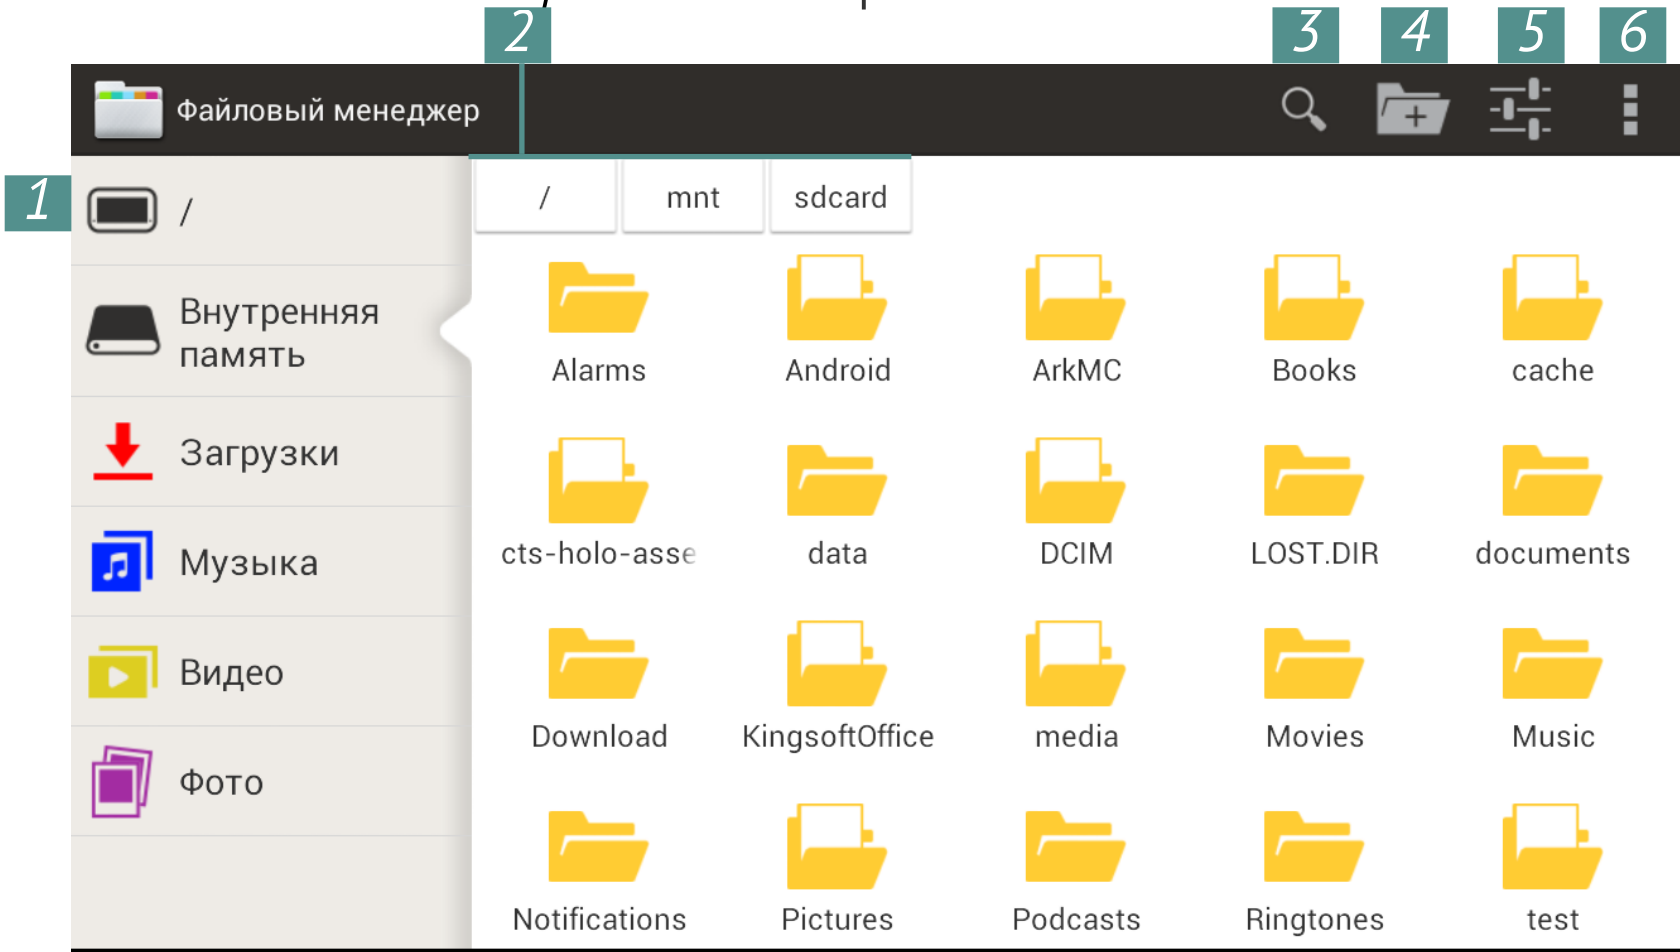 2 3 4 5 6
Файловый менеджер
1 /
Внутренняя
память
Загрузки
Музыка
Видео
Фото
/ mnt sdcard
Alarms Android ArkMC Books cache
cts-holo-asse data DCIM LOST.DIR documents
Download KingsoftOffice media Movies Music
Notifications Pictures Podcasts Ringtones test